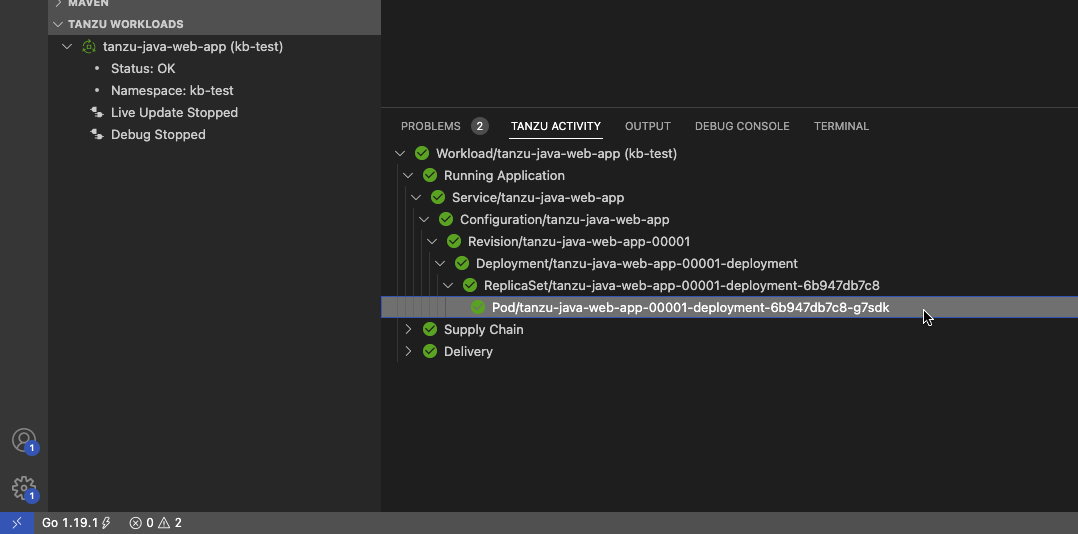 MAVEN
TANZU WORKLOADS
tanzu-java-web-app (kb-test)
Status: OK
Namespace: kb-test
Live Update Stopped
Debug Stopped
PROBLEMS 2 TANZU ACTIVITY OUTPUT DEBUG CONSOLE TERMINAL
Workload/tanzu-java-web-app (kb-test)
Running Application
Service/tanzu-java-web-app
Configuration/tanzu-java-web-app
Revision/tanzu-java-web-app-00001
Deployment/tanzu-java-web-app-00001-deployment
ReplicaSet/tanzu-java-web-app-00001-deployment-6b947db7c8
Pod/tanzu-java-web-app-00001-deployment-6b947db7c8-g7sdk
Supply Chain
Delivery
1
1
Go 1.19.1 0 2